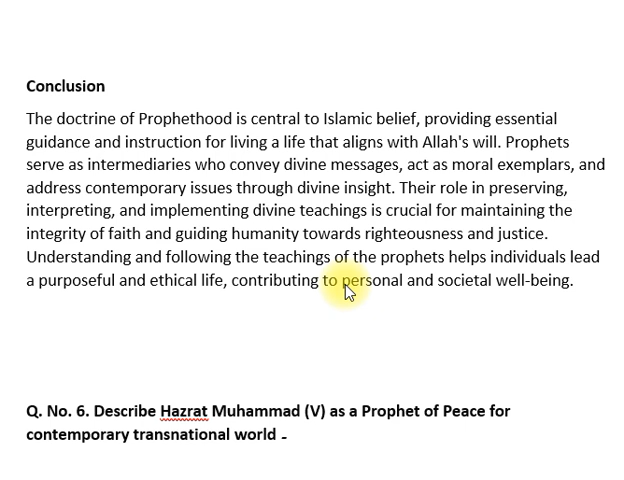 Conclusion
The doctrine of Prophethood is central to Islamic belief, providing essential
guidance and instruction for living a life that aligns with Allah's will. Prophets
serve as intermediaries who convey divine messages, act as moral exemplars, and
address contemporary issues through divine insight. Their role in preserving,
interpreting, and implementing divine teachings is crucial for maintaining the
integrity of faith and guiding humanity towards righteousness and justice.
Understanding and following the teachings of the prophets helps individuals lead
a purposeful and ethical life, contributing to personal and societal well-being.
Q. No. 6. Describe Hazrat Muhammad (V) as a Prophet of Peace for
contemporary transnational world -